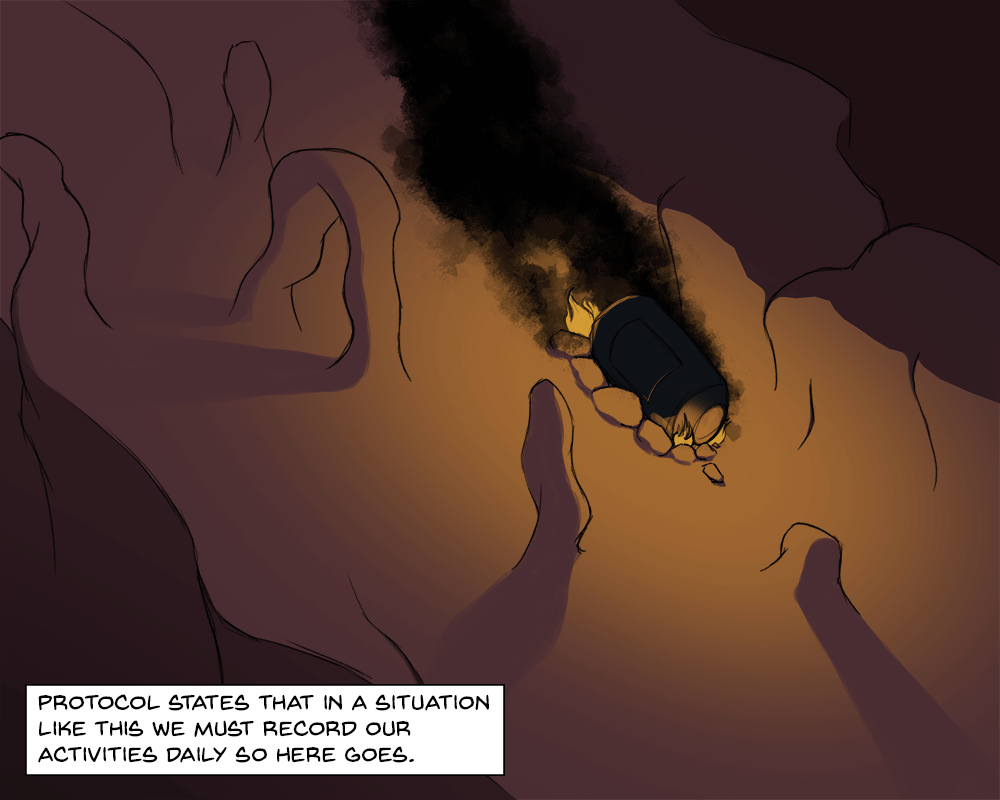 PROTOCOL STATES THAT IN A SITUATION
LIKE THIS WE MUST RECORD OUR
ACTIVITIES DAILY SO HERE GOES.